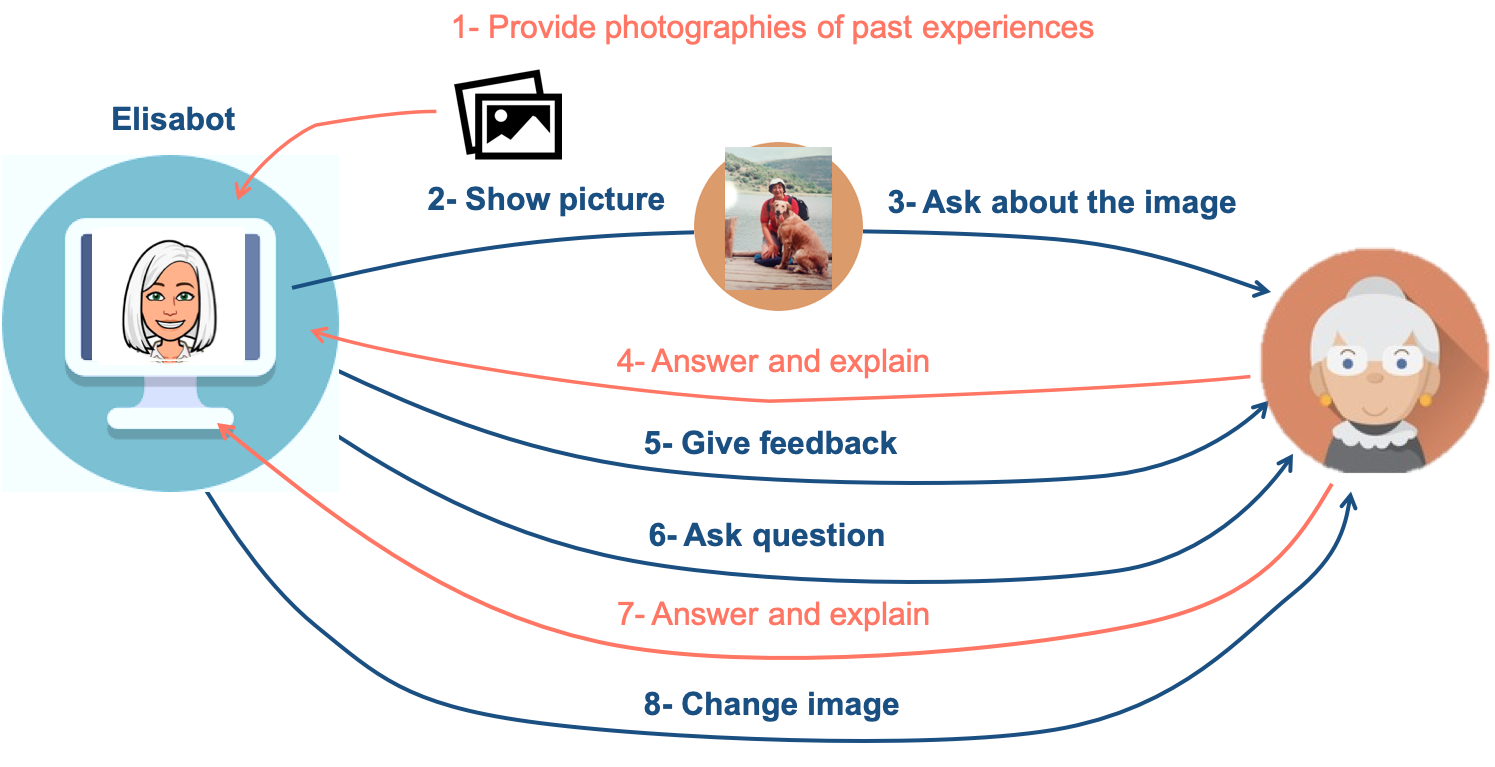 1- Provide photographies of past experiences
Elisabot
2- Show picture
3- Ask about the image
4- Answer and explain
5- Give feedback
6- Ask question
7- Answer and explain
8- Change image